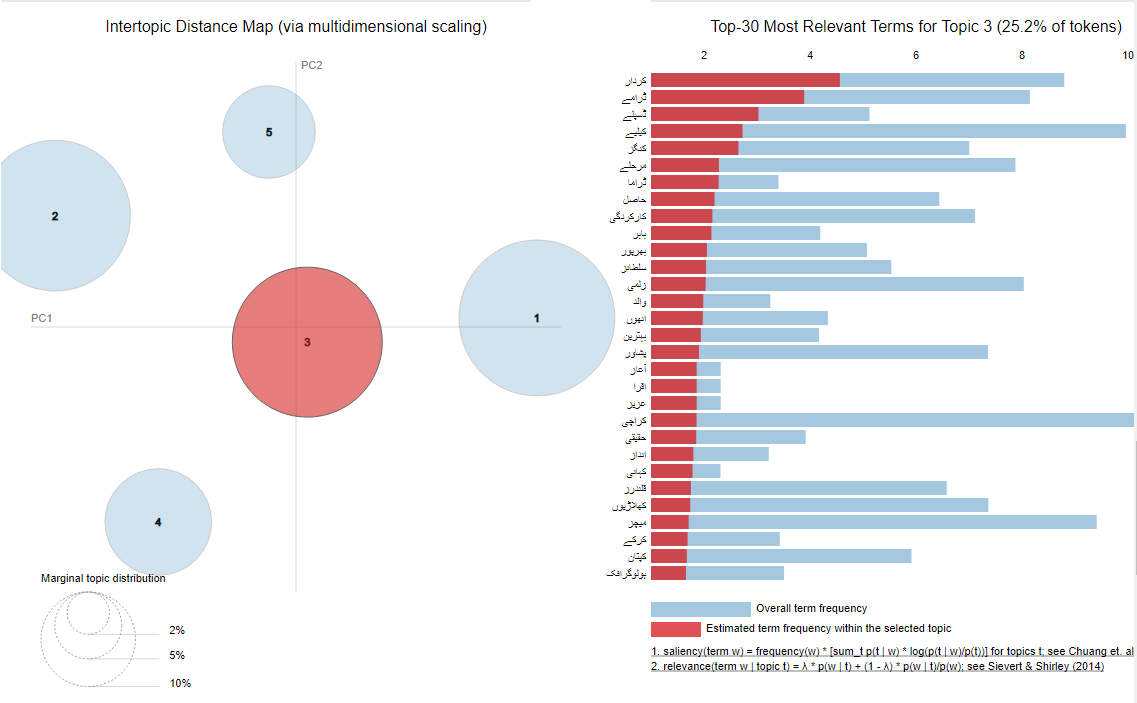 Intertopic Distance Map (via multidimensional scaling)
PC2
PC1
5
2
1
3
4
Marginal topic distribution
2%
5%
10%
Top-30 Most Relevant Terms for Topic 3 (25.2% of tokens)
2 4 6 8 10
کردار
ڈرامے
ڈسپلے
کیلیے
کنگز
مرحلے
ڈراما
حاصل
کارکردگی
بابر
بھرپور
سلطانز
زلمی
والد
انھوں
بہترین
پشاور
آغاز
اقرا
عزیز
کراچی
حقیقی
انداز
کہانی
قلندرز
کھلاڑیوں
میچز
کرکے
کپتان
ہولوگرافک
Overall term frequency
Estimated term frequency within the selected topic
1. saliency(term w) = frequency(w) * [sum_t p(t | w) * log(p(t | w)/p(t))] for topics t; see Chuang et. al
2. relevance(term w | topic t) = λ * p(w | t) + (1 - λ) * p(w | t)/p(w); see Sievert & Shirley (2014)